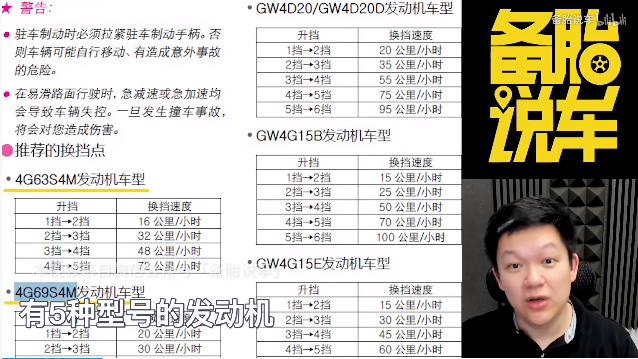 ★ 警告：
• 驻车制动时必须拉紧驻车制动手柄。否
则车辆可能自行移动、有造成意外事故
的危险。
• 在易滑路面行驶时，急减速或急加速均
会导致车辆失控。一旦发生撞车事故，
将会对您造成伤害。
推荐的换挡点
• 4G63S4M发动机车型
升挡 换挡速度
1挡→2挡 16 公里/小时
2挡→3挡 32 公里/小时
3挡→4挡 48 公里/小时
4挡→5挡 72 公里/小时
• 4G69S4M发动机车型
1挡→2挡 20 公里/小时
2挡→3挡 30 公里/小时
• GW4D20/GW4D20D发动机车型
升挡 换挡速度
1挡→2挡 20 公里/小时
2挡→3挡 35 公里/小时
3挡→4挡 55 公里/小时
4挡→5挡 75 公里/小时
5挡→6挡 95 公里/小时
• GW4G15B发动机车型
升挡 换挡速度
1挡→2挡 15 公里/小时
2挡→3挡 25 公里/小时
3挡→4挡 50 公里/小时
4挡→5挡 70 公里/小时
5挡→6挡 100 公里/小时
• GW4G15E发动机车型
升挡 换挡速度
1挡→2挡 15 公里/小时
2挡→3挡 30 公里/小时
3挡→4挡 45 公里/小时
4挡→5挡 60 公里/小时
有5种型号的发动机
备胎说车
备胎
说车